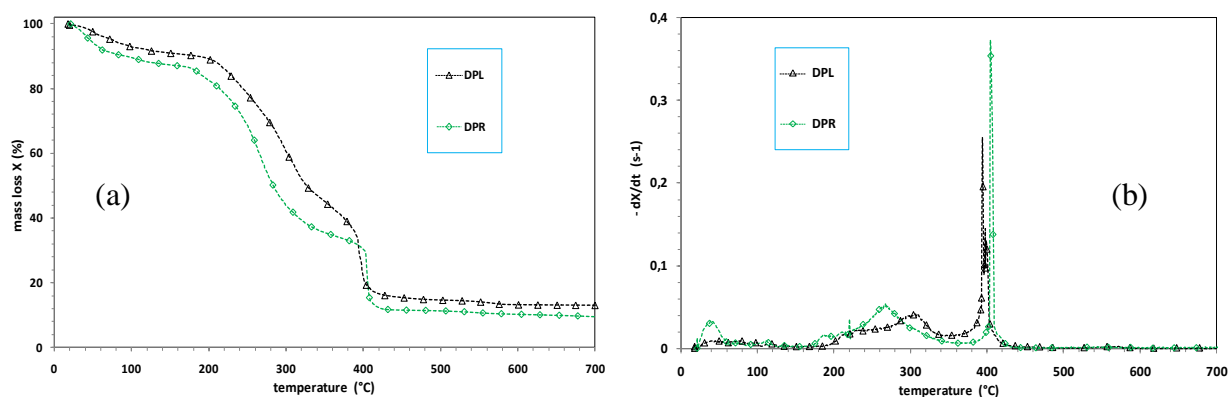 100
80
60
40
20
0
mass loss X (%)
0 100 200 300 400 500 600 700
temperature (°C)
DPL
DPR
(a)
0,4
0,3
0,2
0,1
0
- dX/dt (s-1)
0 100 200 300 400 500 600 700
temperature (°C)
DPL
DPR
(b)